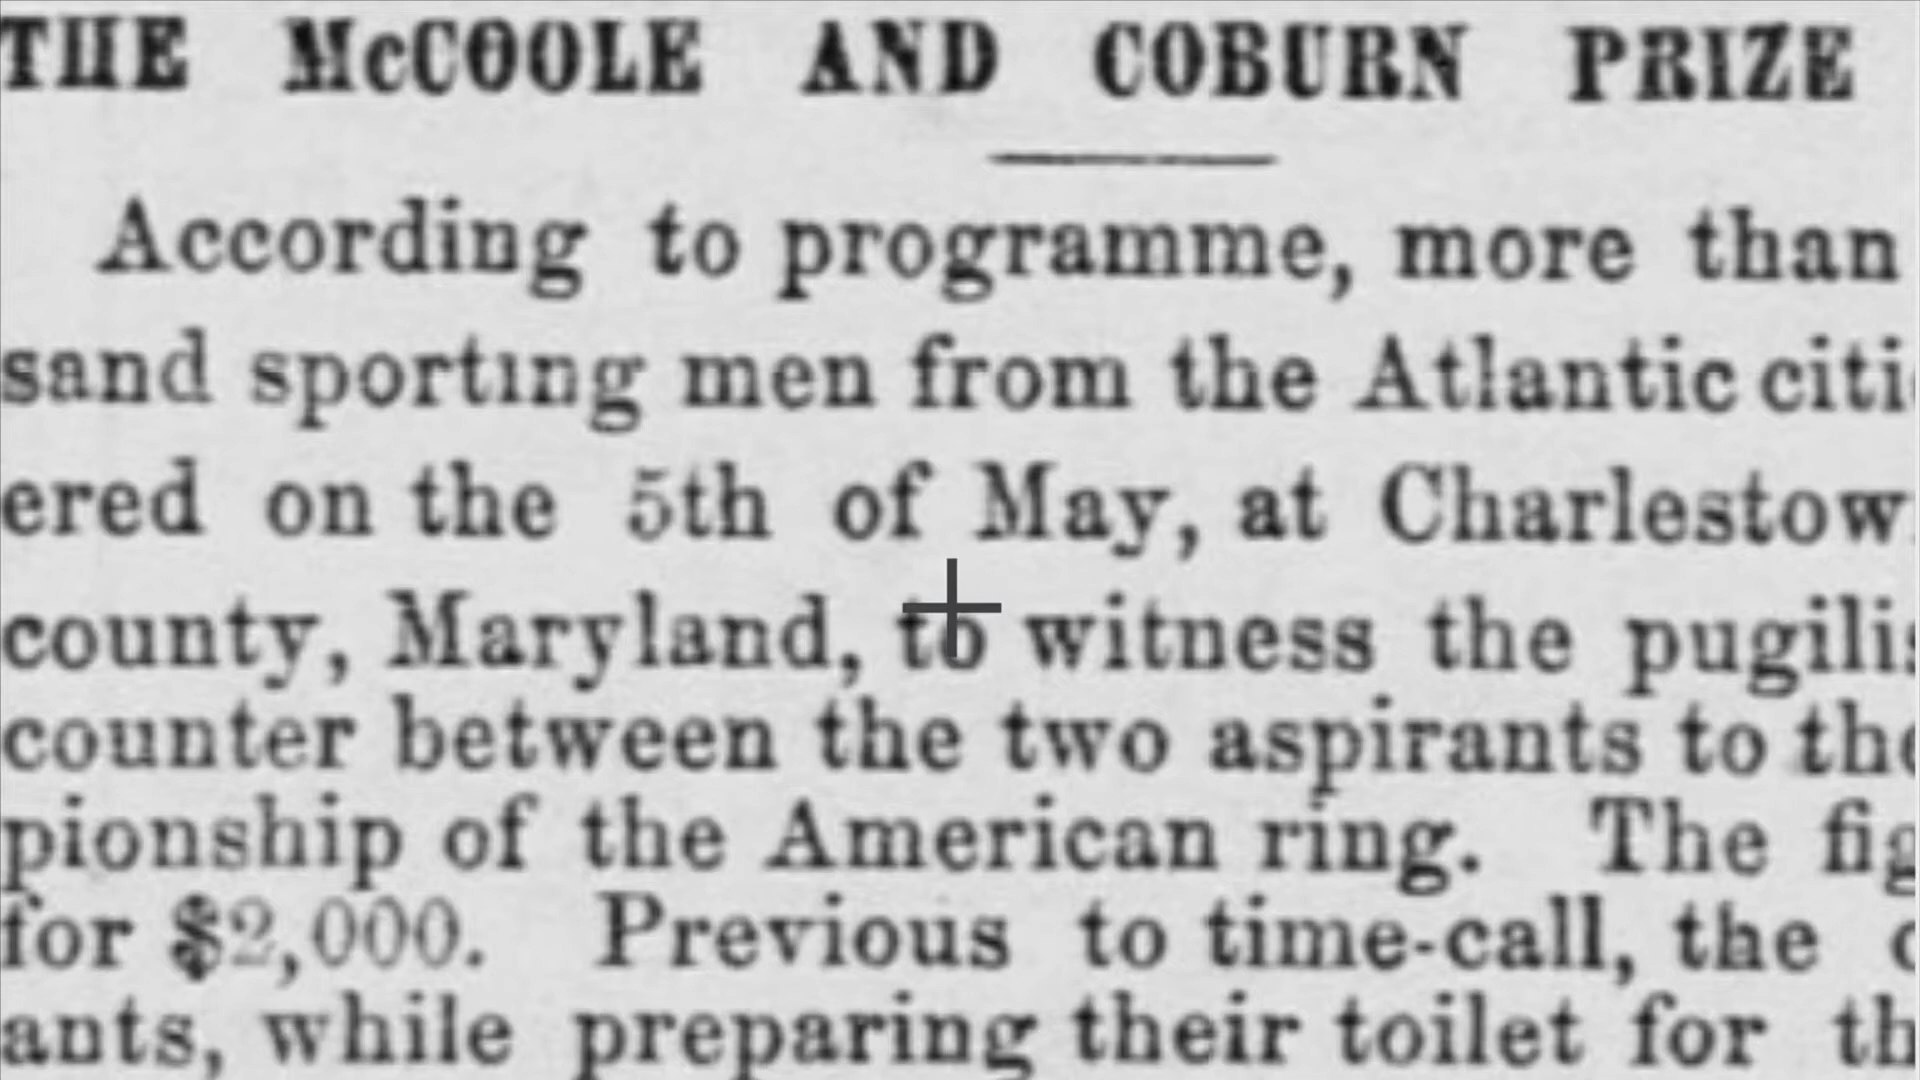 THE McCOOLE AND COBURN PRIZE
According to programme, more than
sand sporting men from the Atlantic citi
ered on the 5th of May, at Charlestow
county, Maryland, to witness the pugilis
counter between the two aspirants to the
pionship of the American ring. The fig
for $2,000. Previous to time-call, the c
ants, while preparing their toilet for th